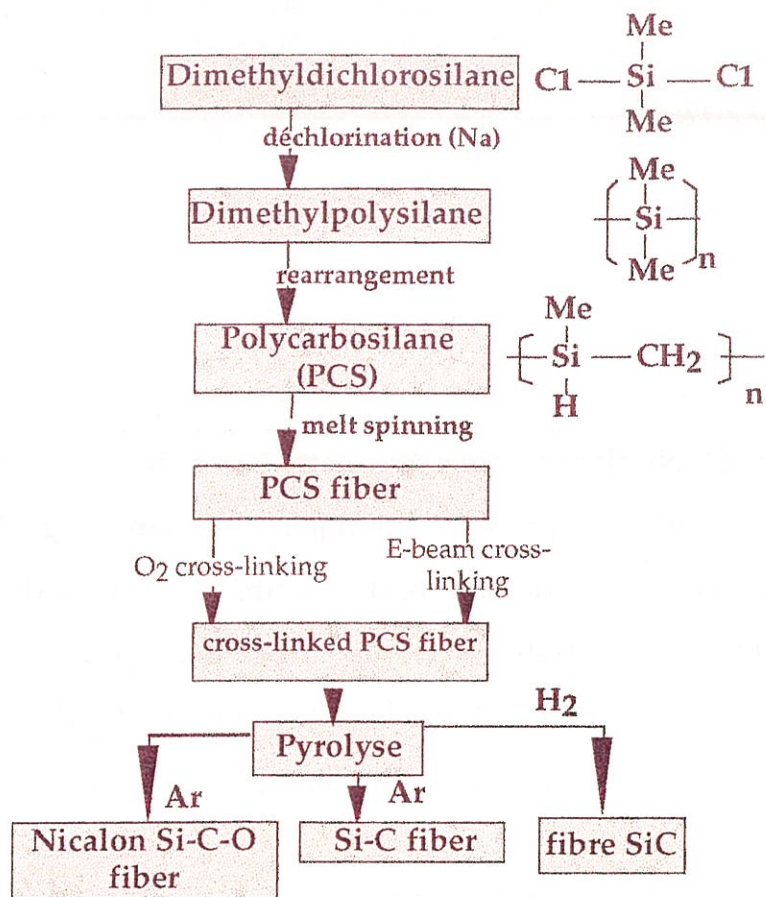 Me
Dimethyldichlorosilane C1 — Si — C1
Me
déchlorination (Na)
Me
Dimethylpolysilane
Si
Me n
rearrangement
Me
Polycarbosilane
(PCS)
Si — CH2
H n
melt spinning
PCS fiber
O2 cross-linking
E-beam cross-
linking
cross-linked PCS fiber
H2
Pyrolyse
Ar
Ar
Nicalon Si-C-O
fiber
Si-C fiber
fibre SiC